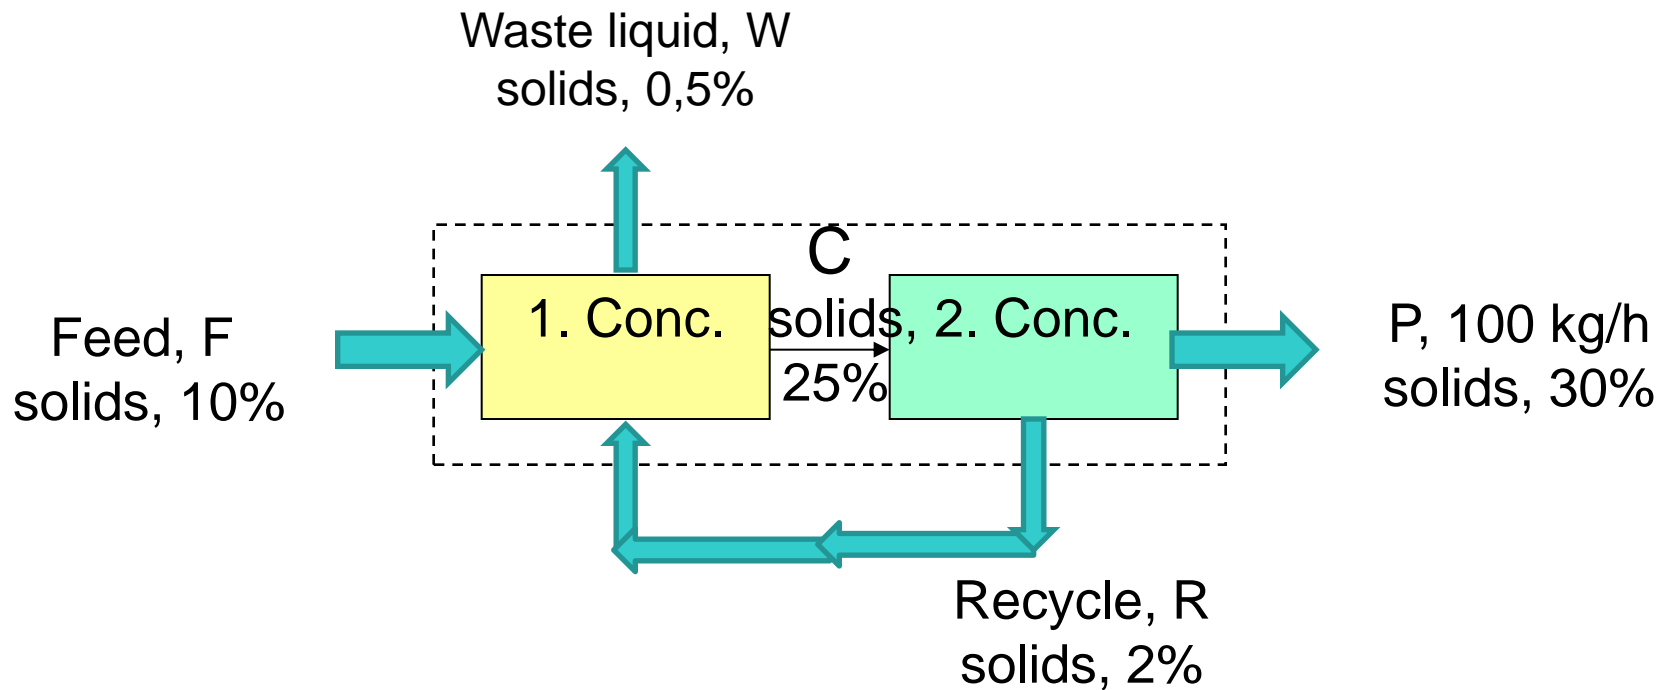 Waste liquid, W
solids, 0,5%
Feed, F
solids, 10%
1. Conc.
C
solids,
25%
2. Conc.
P, 100 kg/h
solids, 30%
Recycle, R
solids, 2%